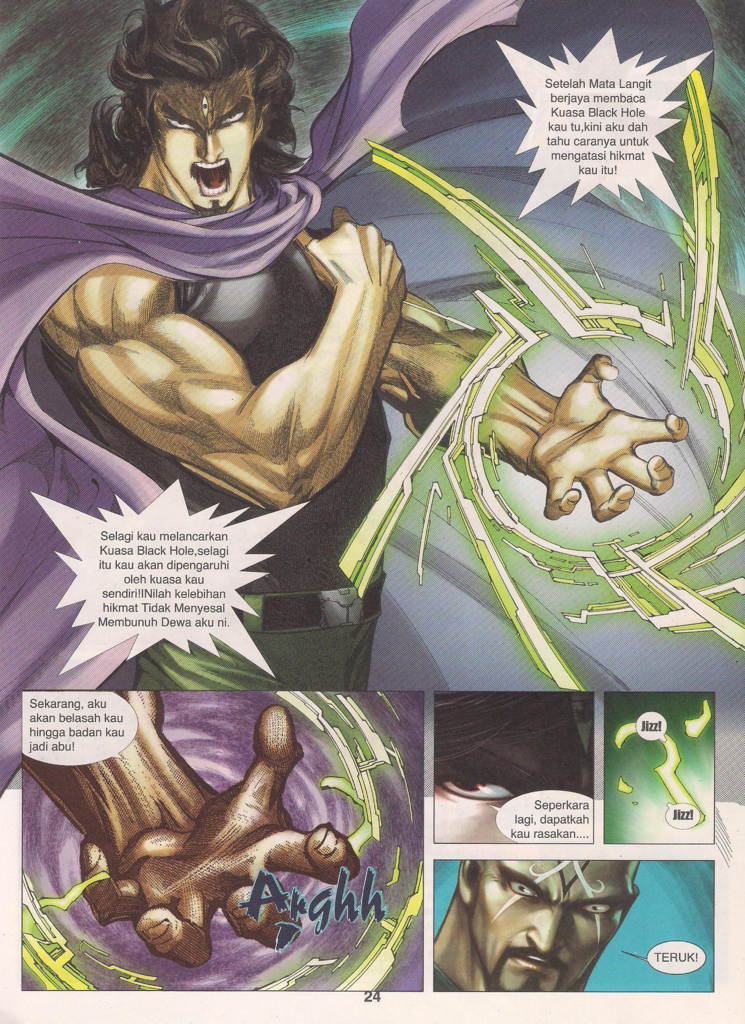 Setelah Mata Langit
berjaya membaca
Kuasa Black Hole
kau tu,kini aku dah
tahu caranya untuk
mengatasi hikmat
kau itu!
Selagi kau melancarkan
Kuasa Black Hole,selagi
itu kau akan dipengaruhi
oleh kuasa kau
sendiri!INilah kelebihan
hikmat Tidak Menyesal
Membunuh Dewa aku ni.
Sekarang, aku
akan belasah kau
hingga badan kau
jadi abu!
Arghh
Seperkara
lagi, dapatkah
kau rasakan....
Jizz!
Jizz!
TERUK!
24